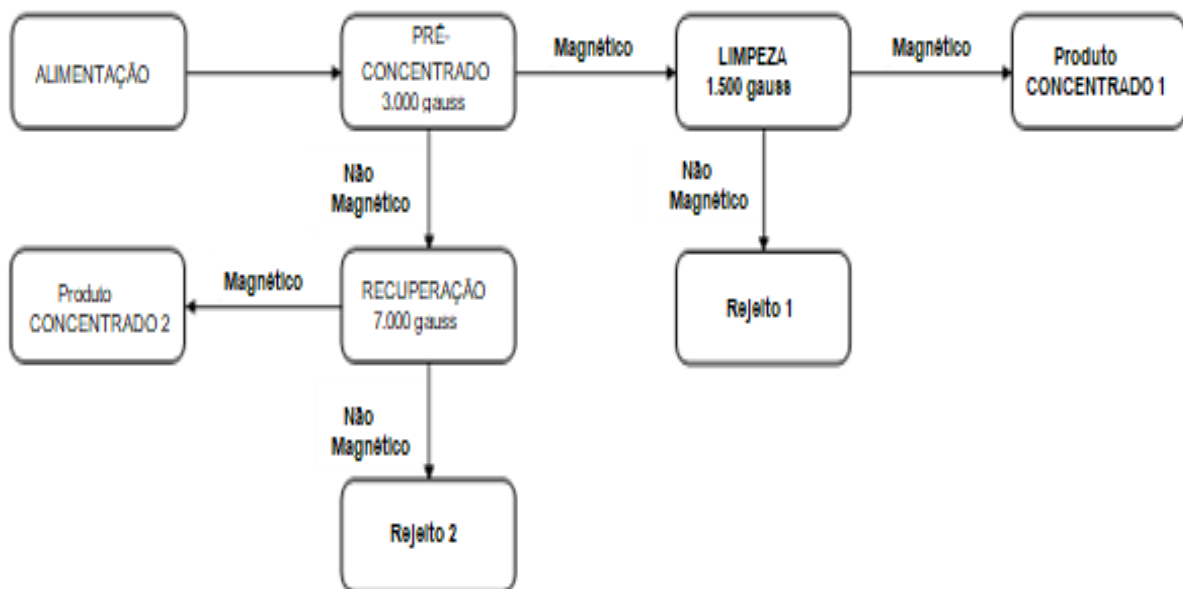 ALIMENTAÇÃO
PRÉ-
CONCENTRADO
3.000 gauss
Magnético
LIMPEZA
1.500 gauss
Magnético
Produto
CONCENTRADO 1
Não
Magnético
Não
Magnético
Produto
CONCENTRADO 2
Magnético
RECUPERAÇÃO
7.000 gauss
Rejeito 1
Não
Magnético
Rejeito 2